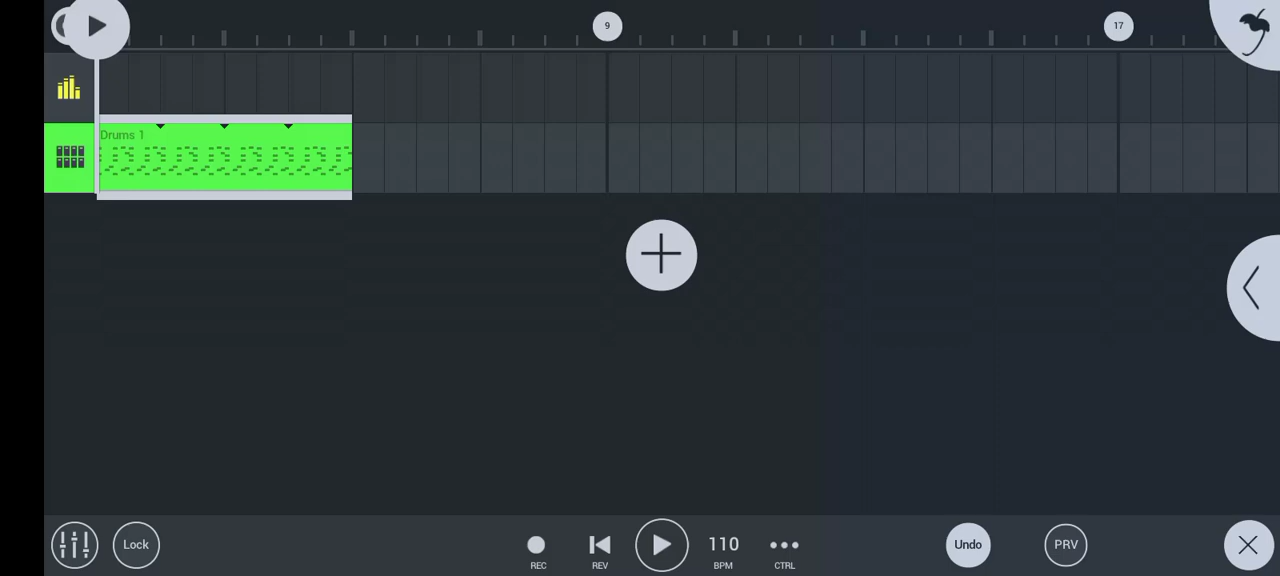 9
17
Drums 1
Lock
REC
REV
110
BPM
CTRL
Undo
PRV